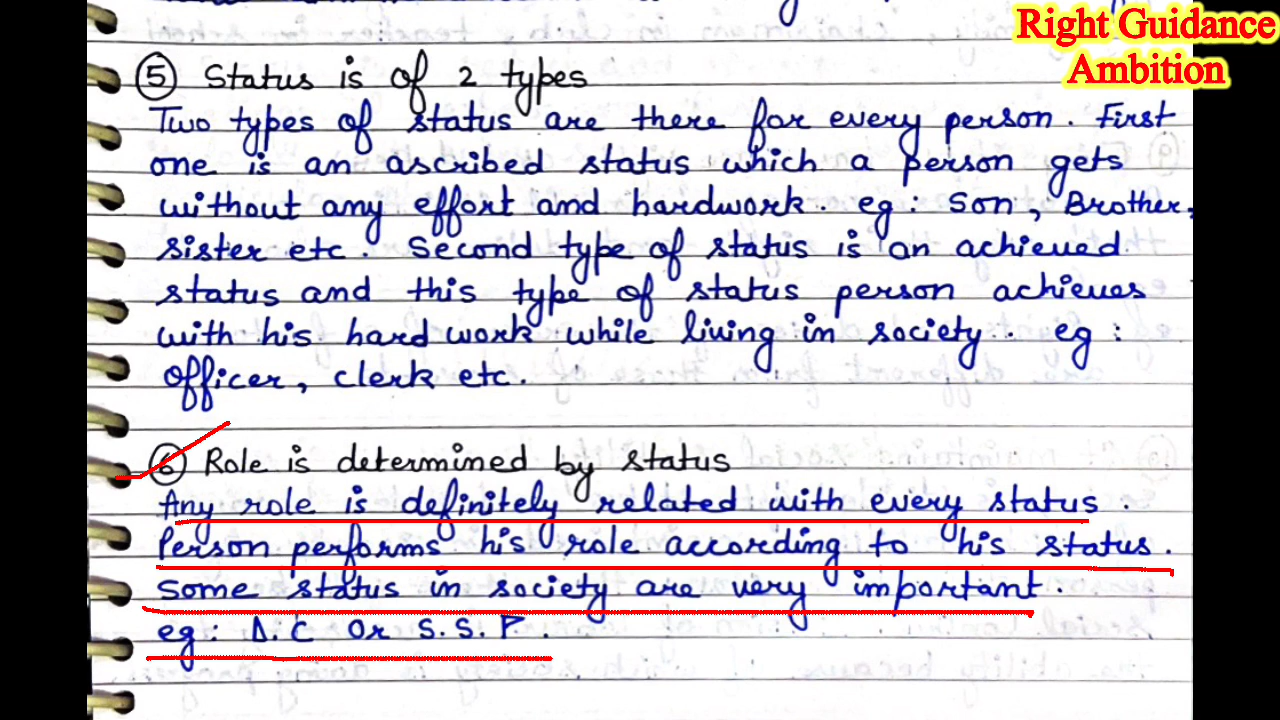 Right Guidance
Ambition
⑤ Status is of 2 types
Two types of status are there for every person. First
one is an ascribed status which a person gets
without any effort and hardwork. eg: Son, Brother,
sister etc. Second type of status is an achieved
status and this type of status person achieves
with his hard work while living in society. eg:
Officer, clerk etc.
⑥ Role is determined by status
Any role is definitely related with every status.
Person performs his role according to his status.
Some status in society are very important.
eg: D.C Or S.S.P.